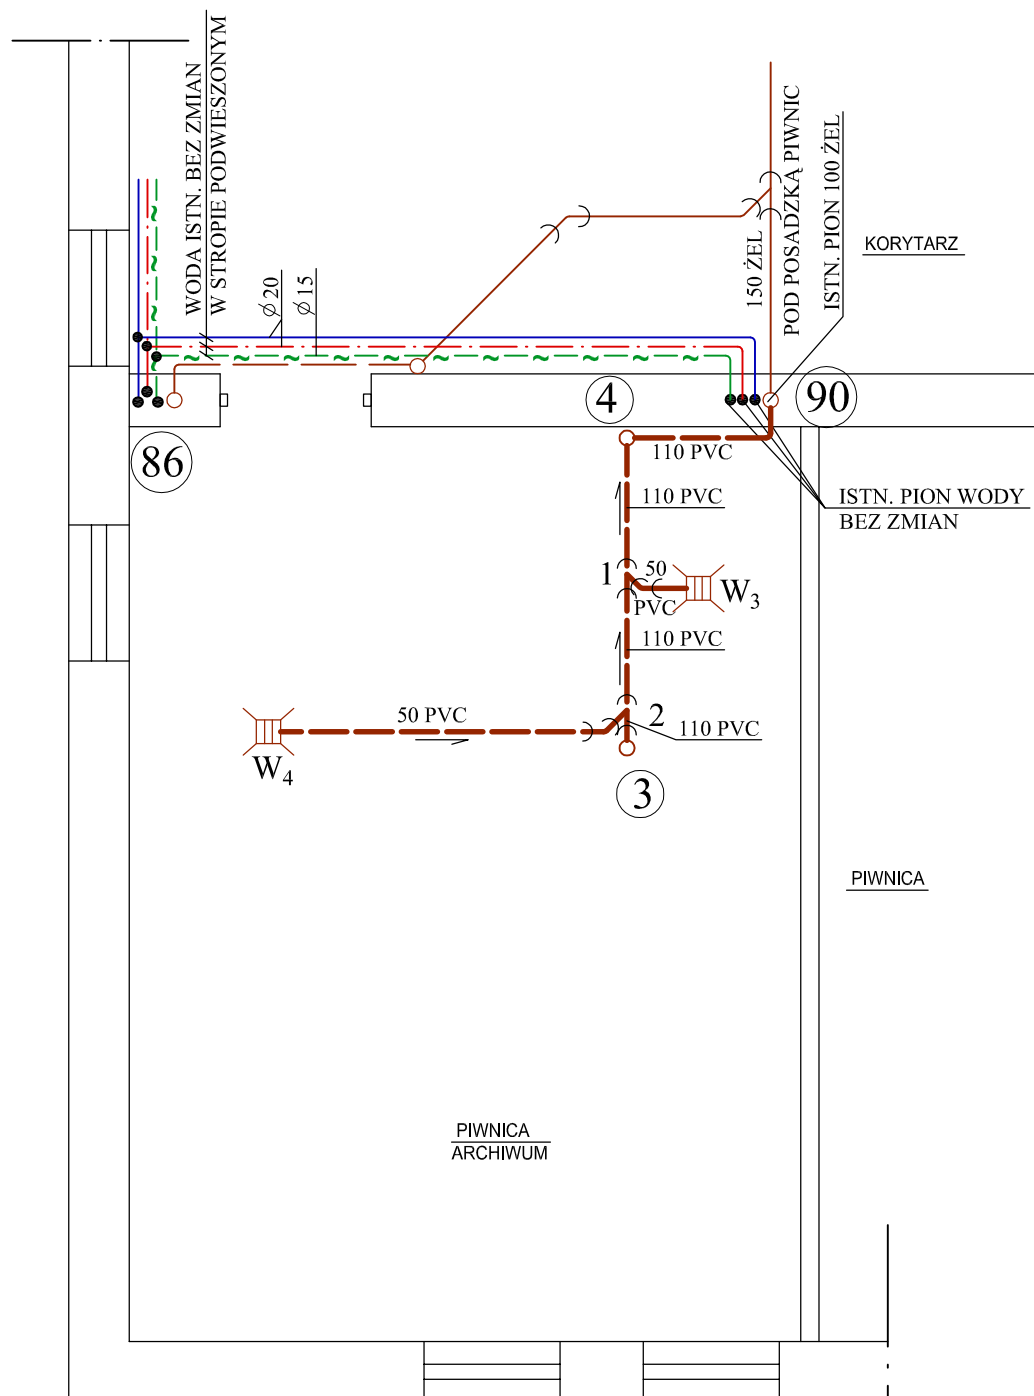 WODA ISTN. BEZ ZMIAN
W STROPIE PODWIESZONYM
Ø 20
Ø 15
150 ŻEL
POD POSADZKĄ PIWNIC
ISTN. PION 100 ŻEL
KORYTARZ
86
4
90
110 PVC
ISTN. PION WODY
BEZ ZMIAN
110 PVC
1
50
PVC
W3
110 PVC
50 PVC
2
110 PVC
W4
3
PIWNICA
PIWNICA
ARCHIWUM